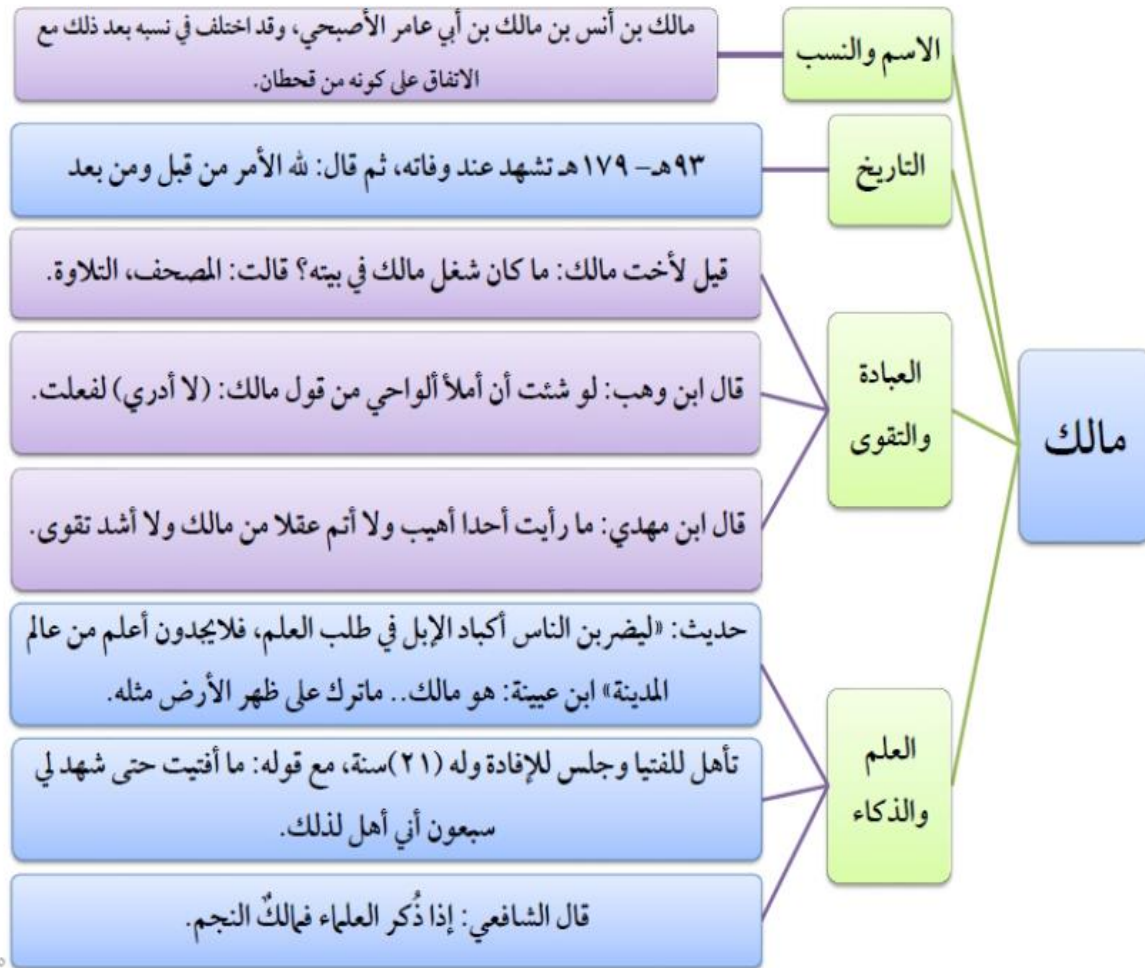 مالك
الاسم والنسب
مالك بن أنس بن مالك بن أبي عامر الأصبحي، وقد اختلف في نسبه بعد ذلك مع
الاتفاق على كونه من قحطان.
التاريخ
٩٣هـ– ١٧٩هـ تشهد عند وفاته، ثم قال: لله الأمر من قبل ومن بعد
العبادة
والتقوى
قيل لأخت مالك: ما كان شغل مالك في بيته؟ قالت: المصحف، التلاوة.
قال ابن وهب: لو شئت أن أملأ ألواحي من قول مالك: (لا أدري) لفعلت.
قال ابن مهدي: ما رأيت أحدا أهيب ولا أتم عقلا من مالك ولا أشد تقوى.
العلم
والذكاء
حديث: «ليضربن الناس أكباد الإبل في طلب العلم، فلايجدون أعلم من عالم
المدينة» ابن عيينة: هو مالك.. ماترك على ظهر الأرض مثله.
تأهل للفتيا وجلس للإفادة وله (٢١)سنة، مع قوله: ما أفتيت حتى شهد لي
سبعون أني أهل لذلك.
قال الشافعي: إذا ذُكر العلماء فمالكٌ النجم.